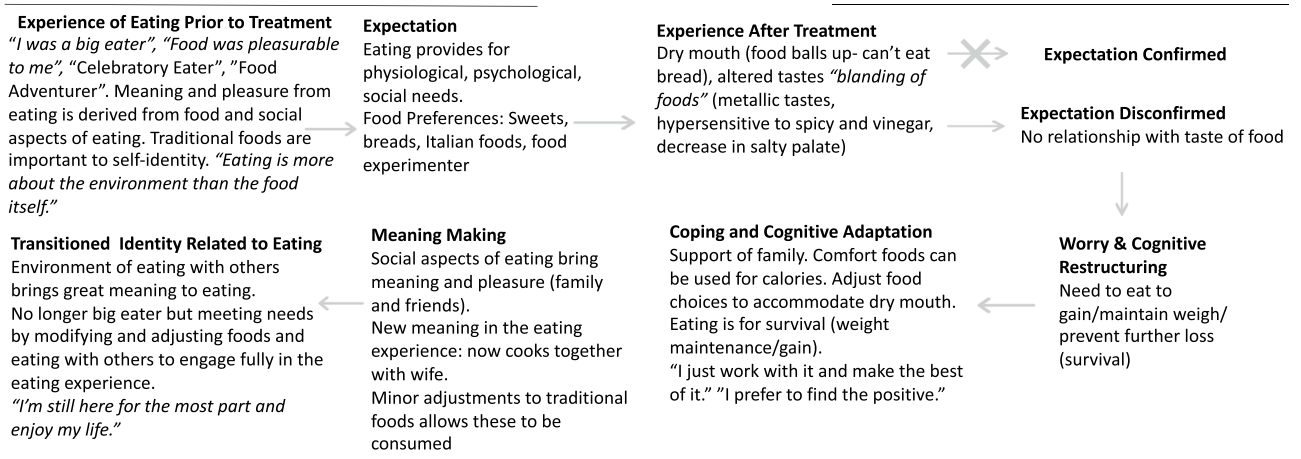 Experience of Eating Prior to Treatment
“I was a big eater”, “Food was pleasurable
to me”, “Celebratory Eater”, ”Food
Adventurer”. Meaning and pleasure from
eating is derived from food and social
aspects of eating. Traditional foods are
important to self-identity. “Eating is more
about the environment than the food
itself.”
Expectation
Eating provides for
physiological, psychological,
social needs.
Food Preferences: Sweets,
breads, Italian foods, food
experimenter
Experience After Treatment
Dry mouth (food balls up- can’t eat
bread), altered tastes “blanding of
foods” (metallic tastes,
hypersensitive to spicy and vinegar,
decrease in salty palate)
Expectation Confirmed
Expectation Disconfirmed
No relationship with taste of food
Worry & Cognitive
Restructuring
Need to eat to
gain/maintain weigh/
prevent further loss
(survival)
Coping and Cognitive Adaptation
Support of family. Comfort foods can
be used for calories. Adjust food
choices to accommodate dry mouth.
Eating is for survival (weight
maintenance/gain).
“I just work with it and make the best
of it.” ”I prefer to find the positive.”
Meaning Making
Social aspects of eating bring
meaning and pleasure (family
and friends).
New meaning in the eating
experience: now cooks together
with wife.
Minor adjustments to traditional
foods allows these to be
consumed
Transitioned Identity Related to Eating
Environment of eating with others
brings great meaning to eating.
No longer big eater but meeting needs
by modifying and adjusting foods and
eating with others to engage fully in the
eating experience.
“I’m still here for the most part and
enjoy my life.”